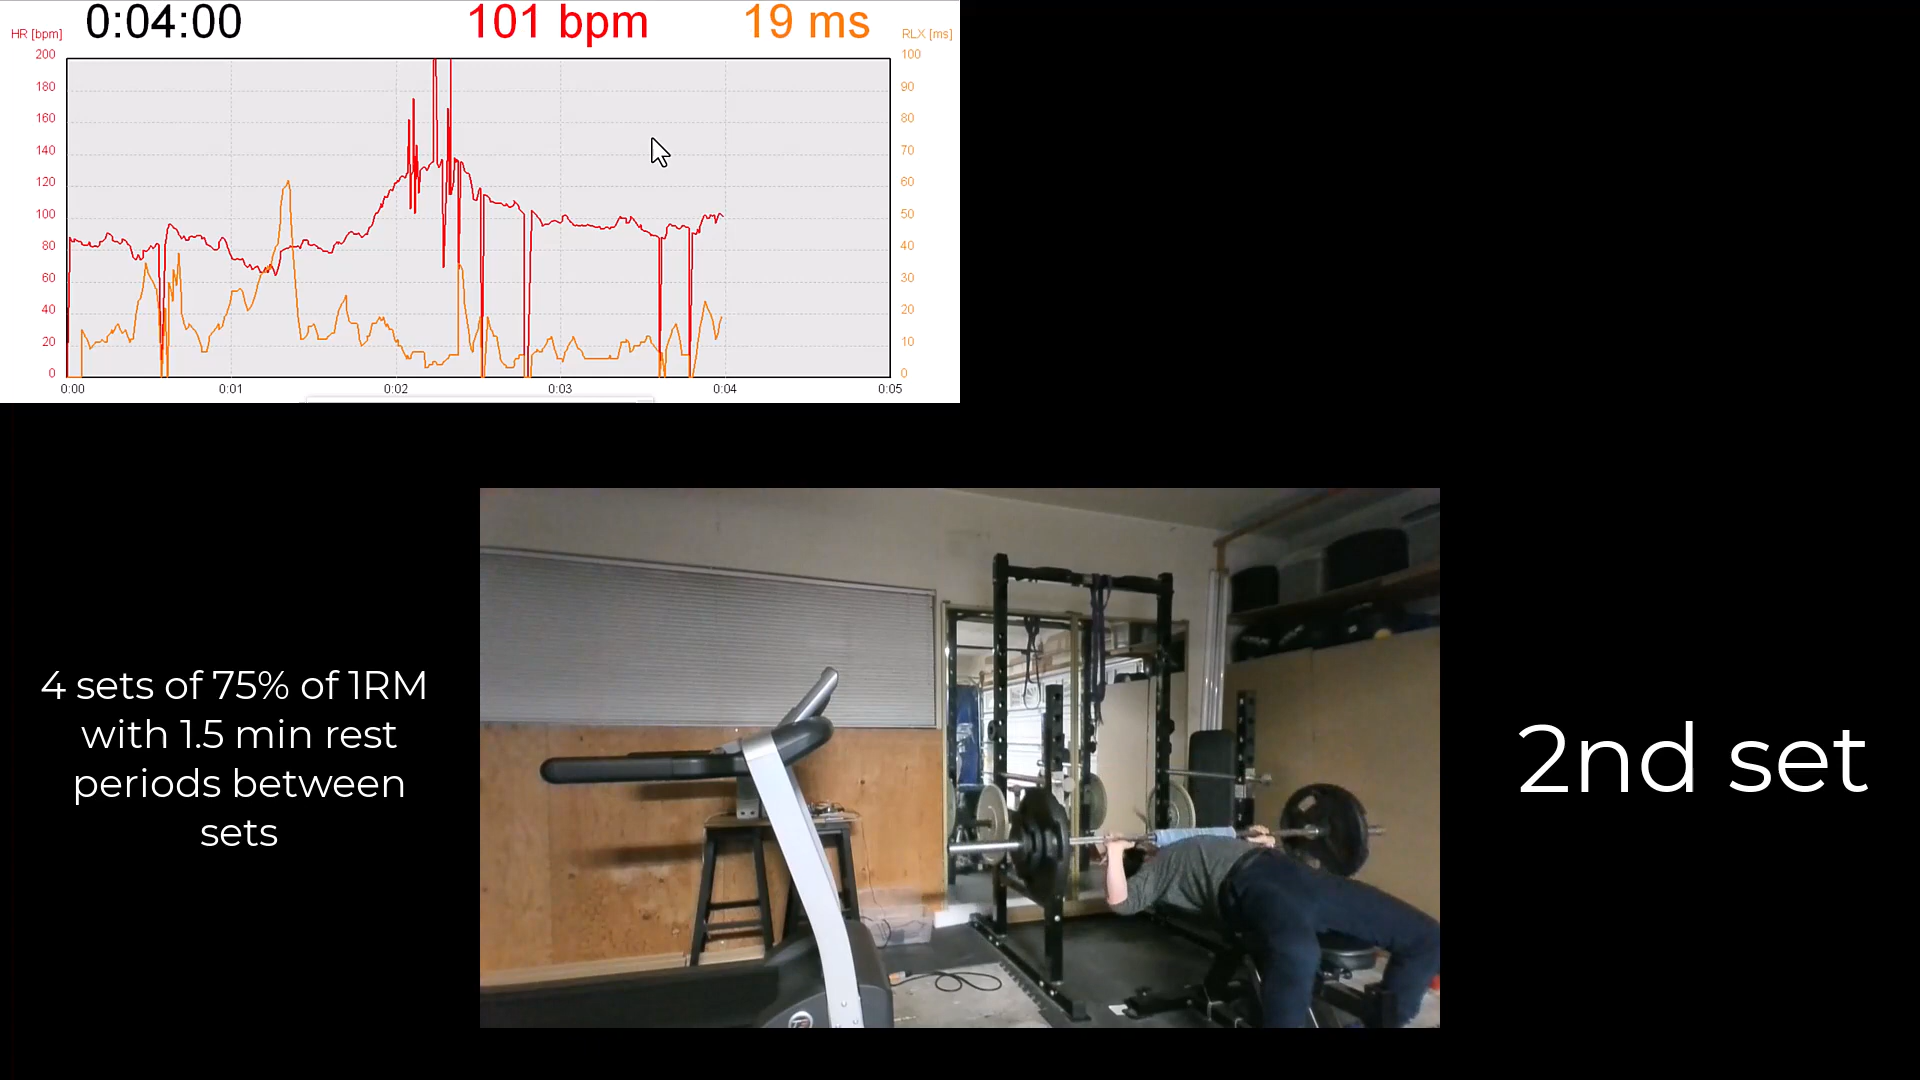 0:04:00 101 bpm 19 ms
HR [bpm] RLX [ms]
200 100
180 90
160 80
140 70
120 60
100 50
80 40
60 30
40 20
20 10
0 0
0:00 0:01 0:02 0:03 0:04 0:05
4 sets of 75% of 1RM
with 1.5 min rest
periods between
sets
2nd set